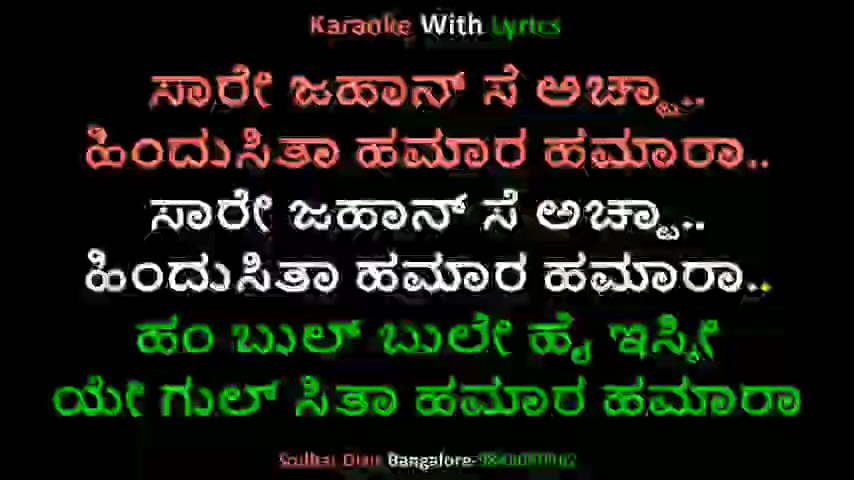 Karaoke With Lyrics
ಸಾರೇ ಜಹಾನ್ ಸೆ ಅಚ್ಛಾ..
ಹಿಂದುಸಿತಾ ಹಮಾರ ಹಮಾರಾ..
ಸಾರೇ ಜಹಾನ್ ಸೆ ಅಚ್ಛಾ..
ಹಿಂದುಸಿತಾ ಹಮಾರ ಹಮಾರಾ..
ಹಂ ಬುಲ್ ಬುಲೇ ಹೈ ಇಸ್ಕೀ
ಯೇ ಗುಲ್ ಸಿತಾ ಹಮಾರ ಹಮಾರಾ
Bangalore-